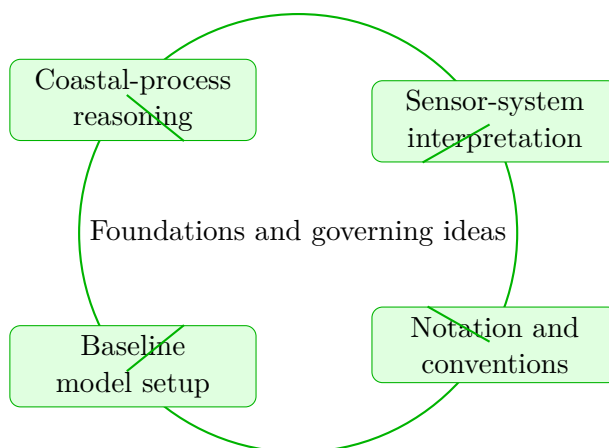 Coastal-process
reasoning
Sensor-system
interpretation
Foundations and governing ideas
Baseline
model setup
Notation and
conventions